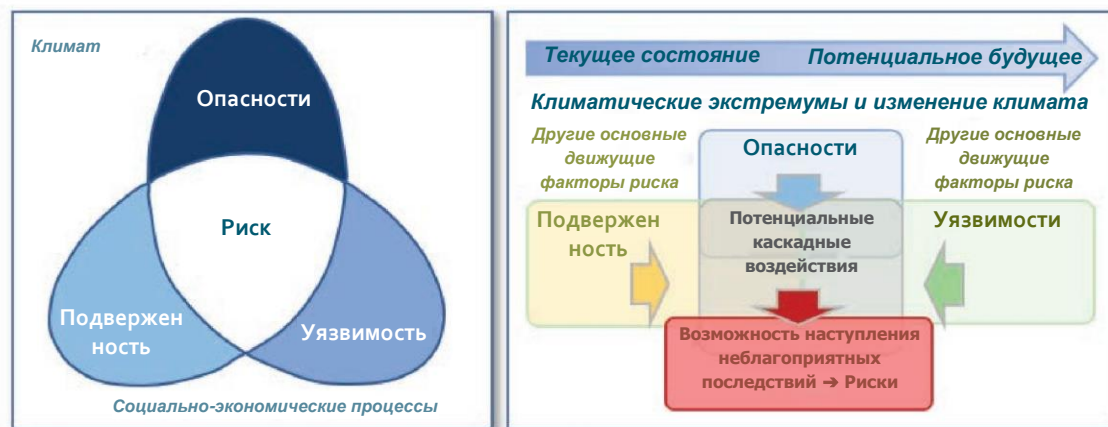 Климат
Опасности
Риск
Подвержен
ность
Уязвимость
Социально-экономические процессы
Текущее состояние
Потенциальное будущее
Климатические экстремумы и изменение климата
Другие основные
движущие
факторы риска
Опасности
Другие основные
движущие
факторы риска
Подвержен
ность
Потенциальные
каскадные
воздействия
Уязвимости
Возможность наступления
неблагоприятных
последствий ➔ Риски